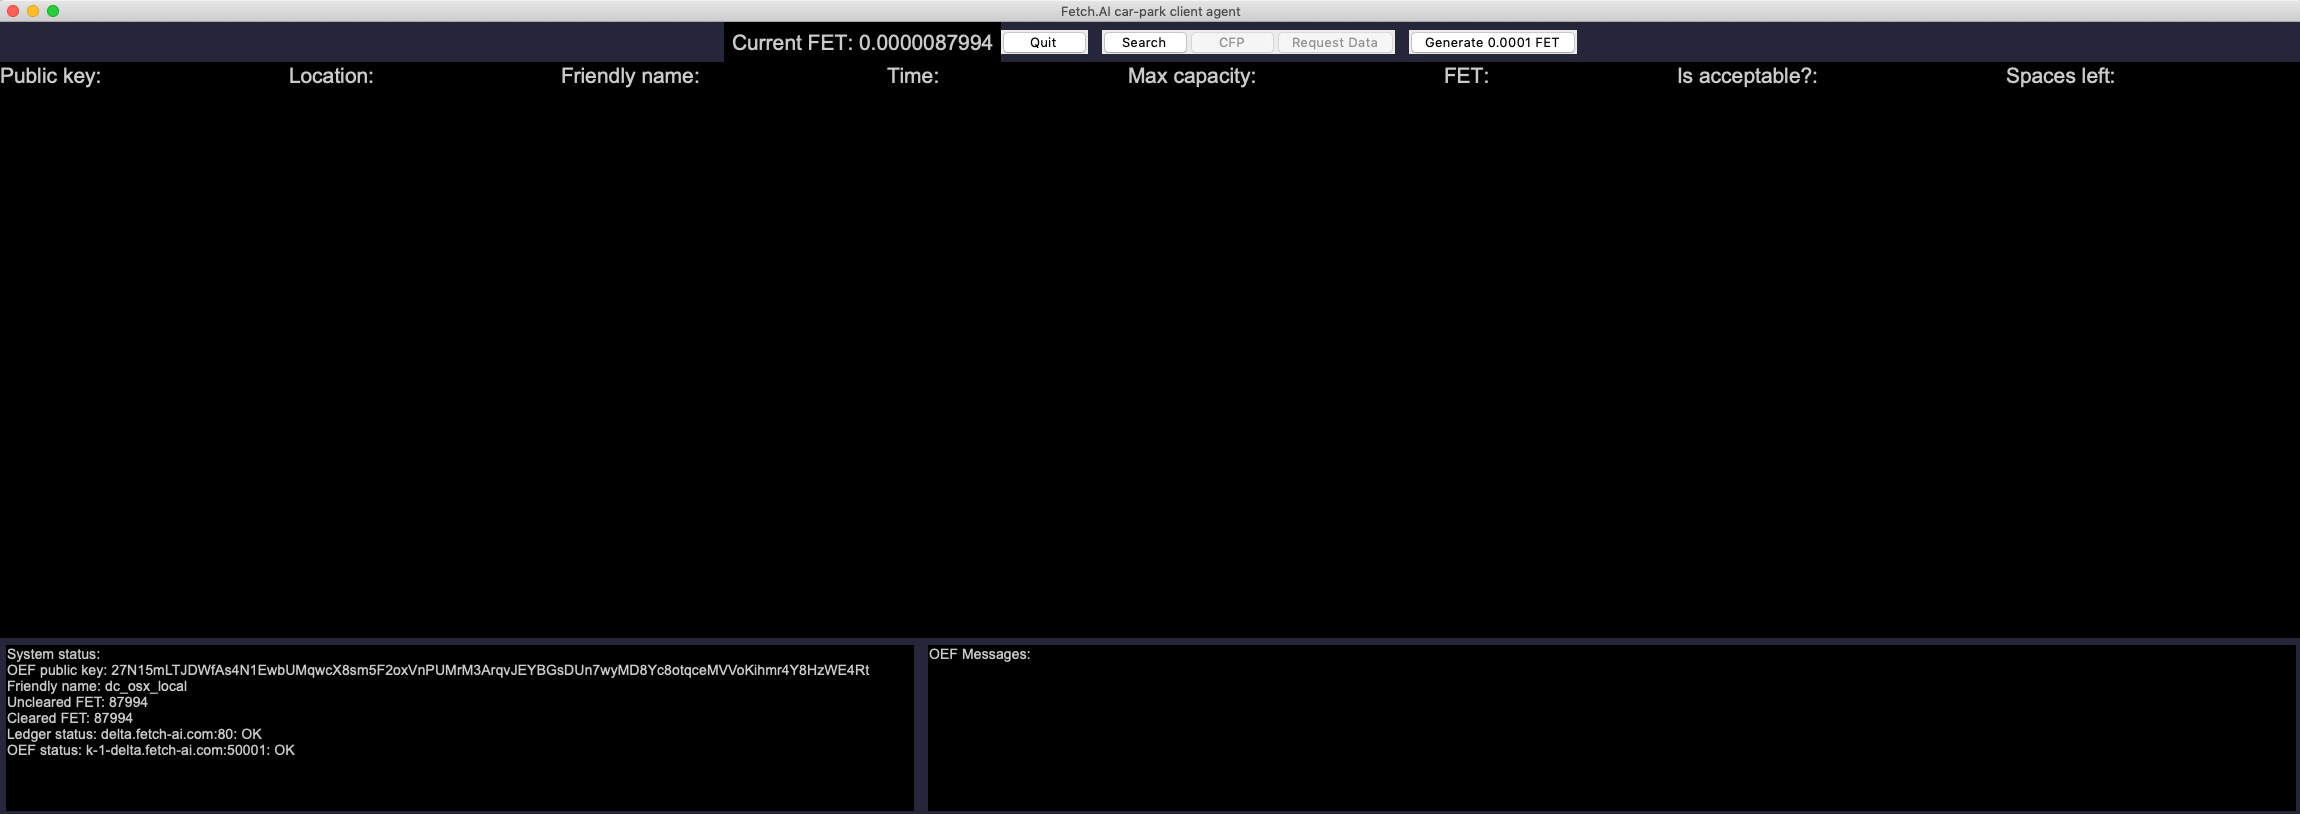 Fetch.AI car-park client agent
Current FET: 0.0000087994 Quit Search CFP Request Data Generate 0.0001 FET
Public key: Location: Friendly name: Time: Max capacity: FET: Is acceptable?: Spaces left:
System status:
OEF public key: 27N15mLTJDWfAs4N1EwbUMqwcX8sm5F2oxVnPUMrM3ArqvJEYBGsDUn7wyMD8Yc8otqceMVVoKihmr4Y8HzWE4Rt
Friendly name: dc_osx_local
Uncleared FET: 87994
Cleared FET: 87994
Ledger status: delta.fetch-ai.com:80: OK
OEF status: k-1-delta.fetch-ai.com:50001: OK
OEF Messages: